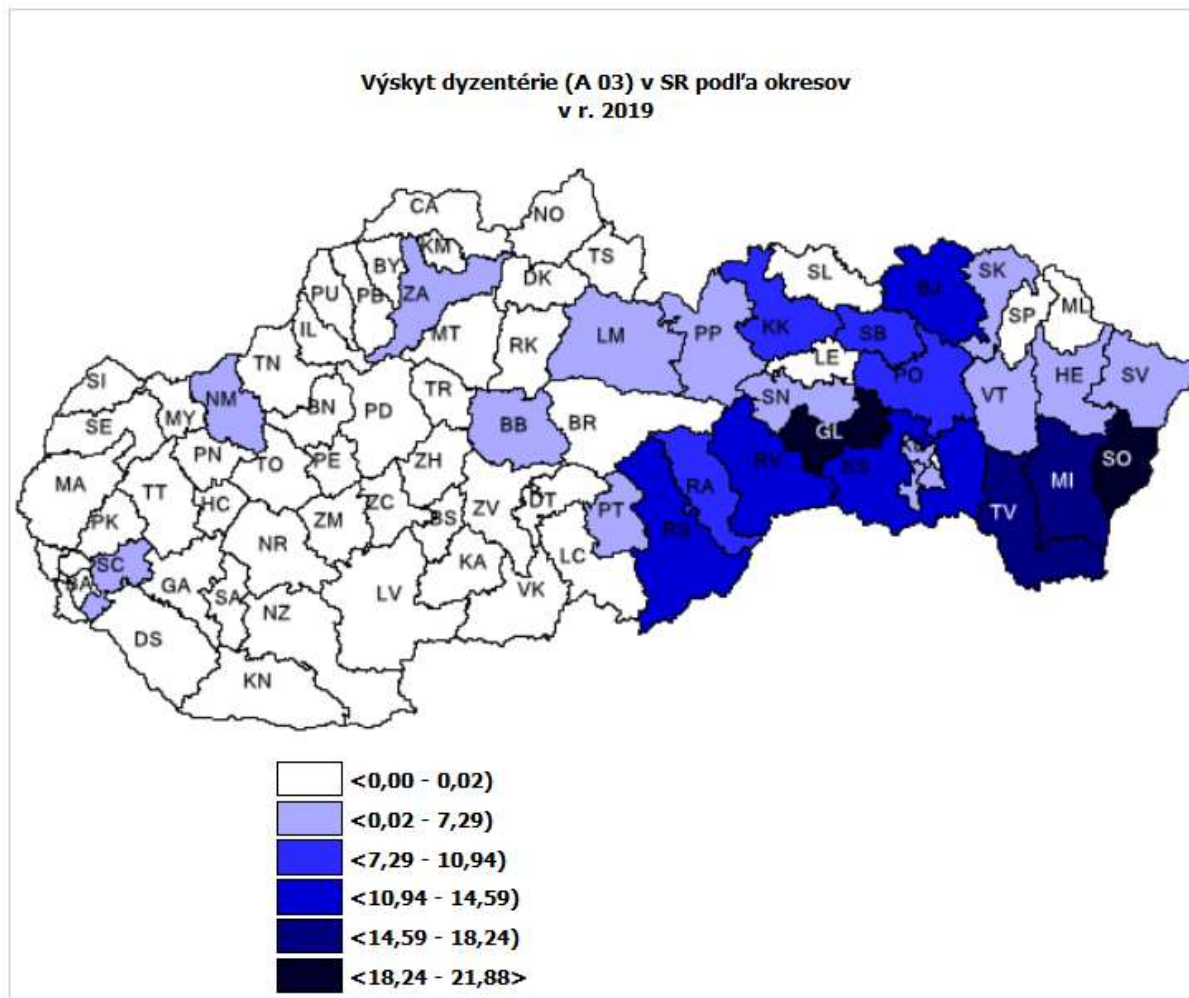 Výskyt dyzentérie (A 03) v SR podľa okresov
v r. 2019
CA
NO
KM
TS
BY
SL
SK
DK
PU
PB
ZA
BJ
ML
SP
IL
MT
LM
PP
KK
SB
RK
LE
HE
SV
TN
PO
SI
TR
SN
VT
NM
BN
PD
MY
BB
BR
GL
SE
PN
TO
PE
ZH
RV
KS
SO
MA
TT
RA
MI
HC
ZM
ZC
BS
ZV
DT
PT
TV
PK
RS
NR
LC
SC
KA
GA
SA
LV
VK
NZ
DS
KN
<0,00 - 0,02)
<0,02 - 7,29)
<7,29 - 10,94)
<10,94 - 14,59)
<14,59 - 18,24)
<18,24 - 21,88>